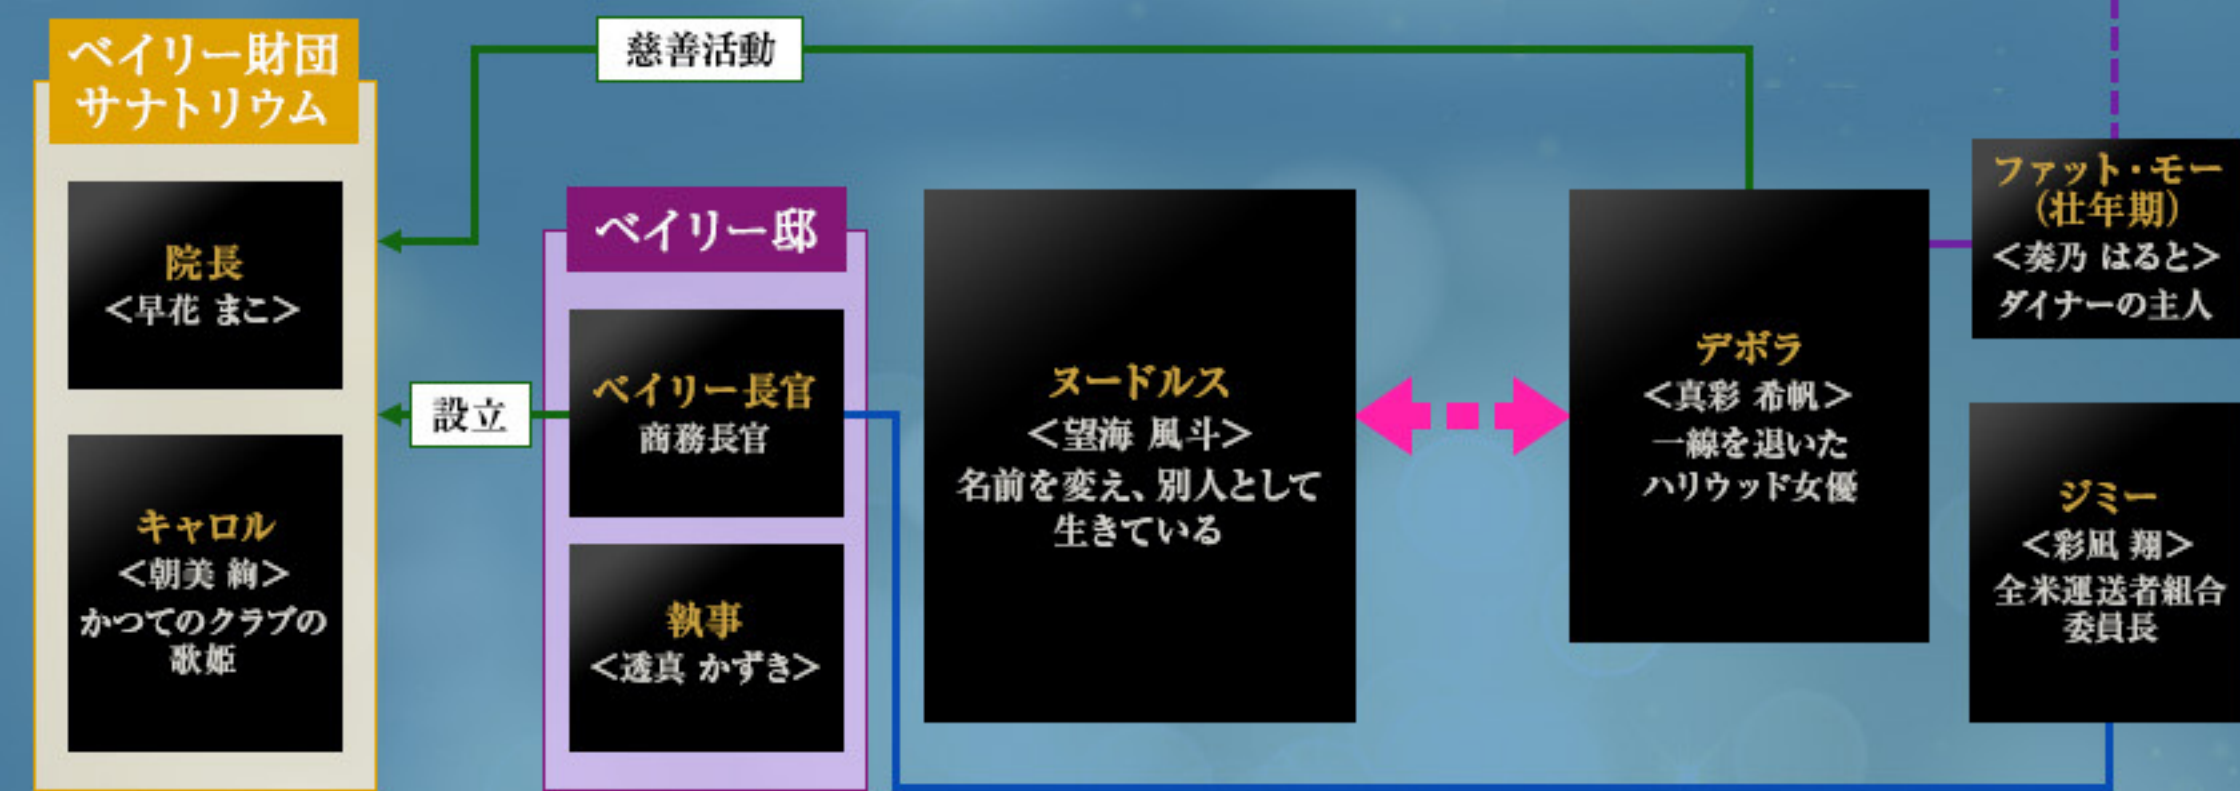 ベイリー財団
サナトリウム
院長
＜早花 まこ＞
キャロル
＜朝美 絢＞
かつてのクラブの
歌姫
慈善活動
設立
ベイリー邸
ベイリー長官
商務長官
執事
＜透真 かずき＞
ヌードルス
＜望海 風斗＞
名前を変え、別人として
生きている
デボラ
＜真彩 希帆＞
一線を退いた
ハリウッド女優
ファット・モー
（壮年期）
＜奏乃 はると＞
ダイナーの主人
ジミー
＜彩凪 翔＞
全米運送者組合
委員長